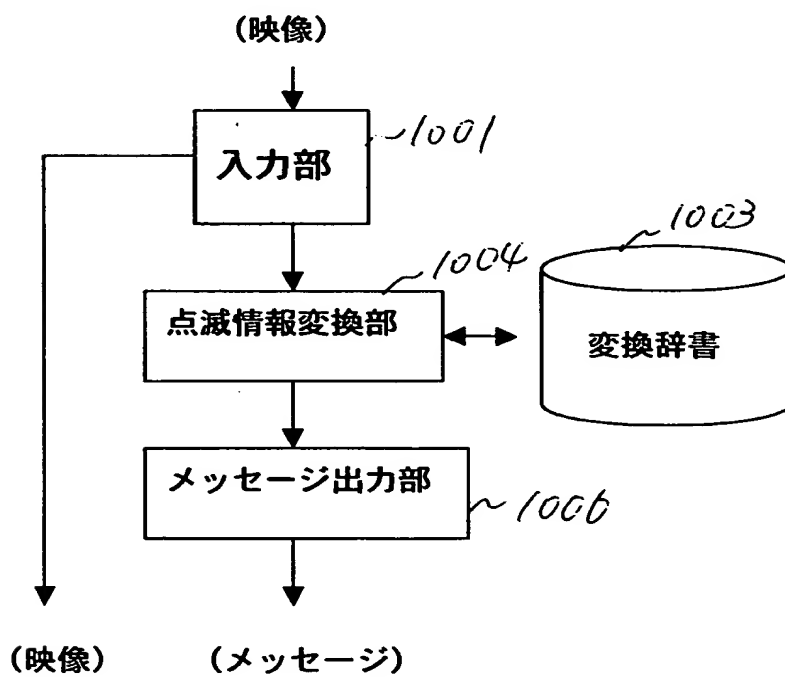 (映像)
入力部
1001
点滅情報変換部
1004
変換辞書
1003
メッセージ出力部
1006
(映像)
(メッセージ)